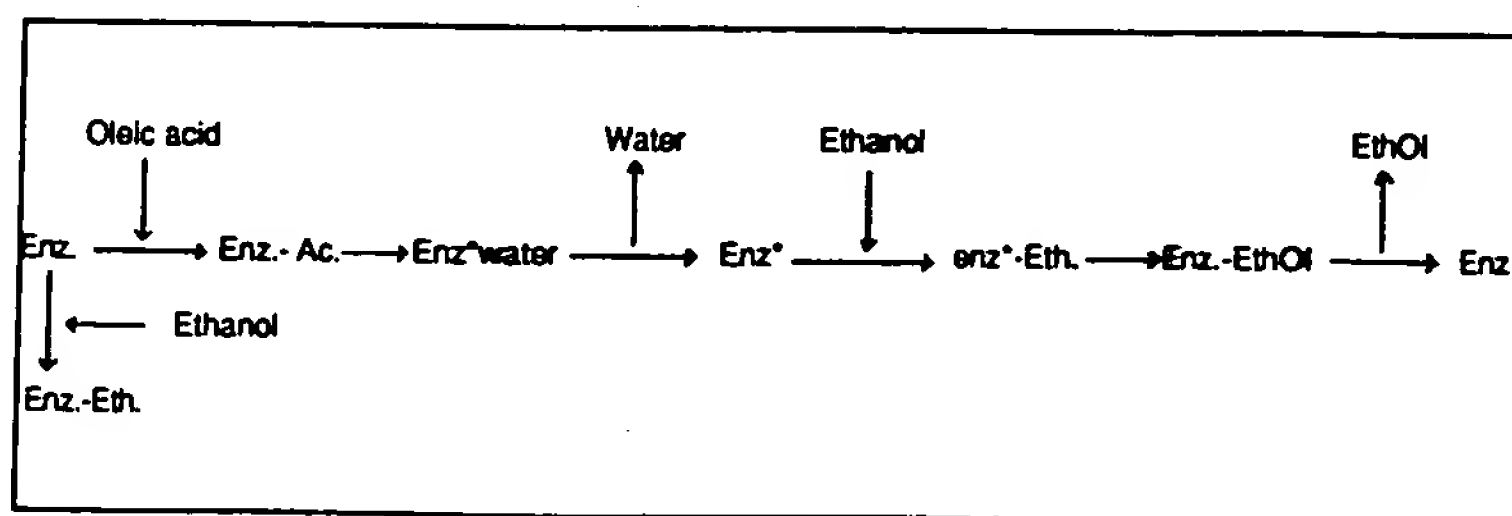 Oleic acid Water Ethanol EthOl
Enz. Enz.- Ac. Enz*water Enz* enz*-Eth. Enz.-EthOl Enz
Ethanol
Enz.-Eth.